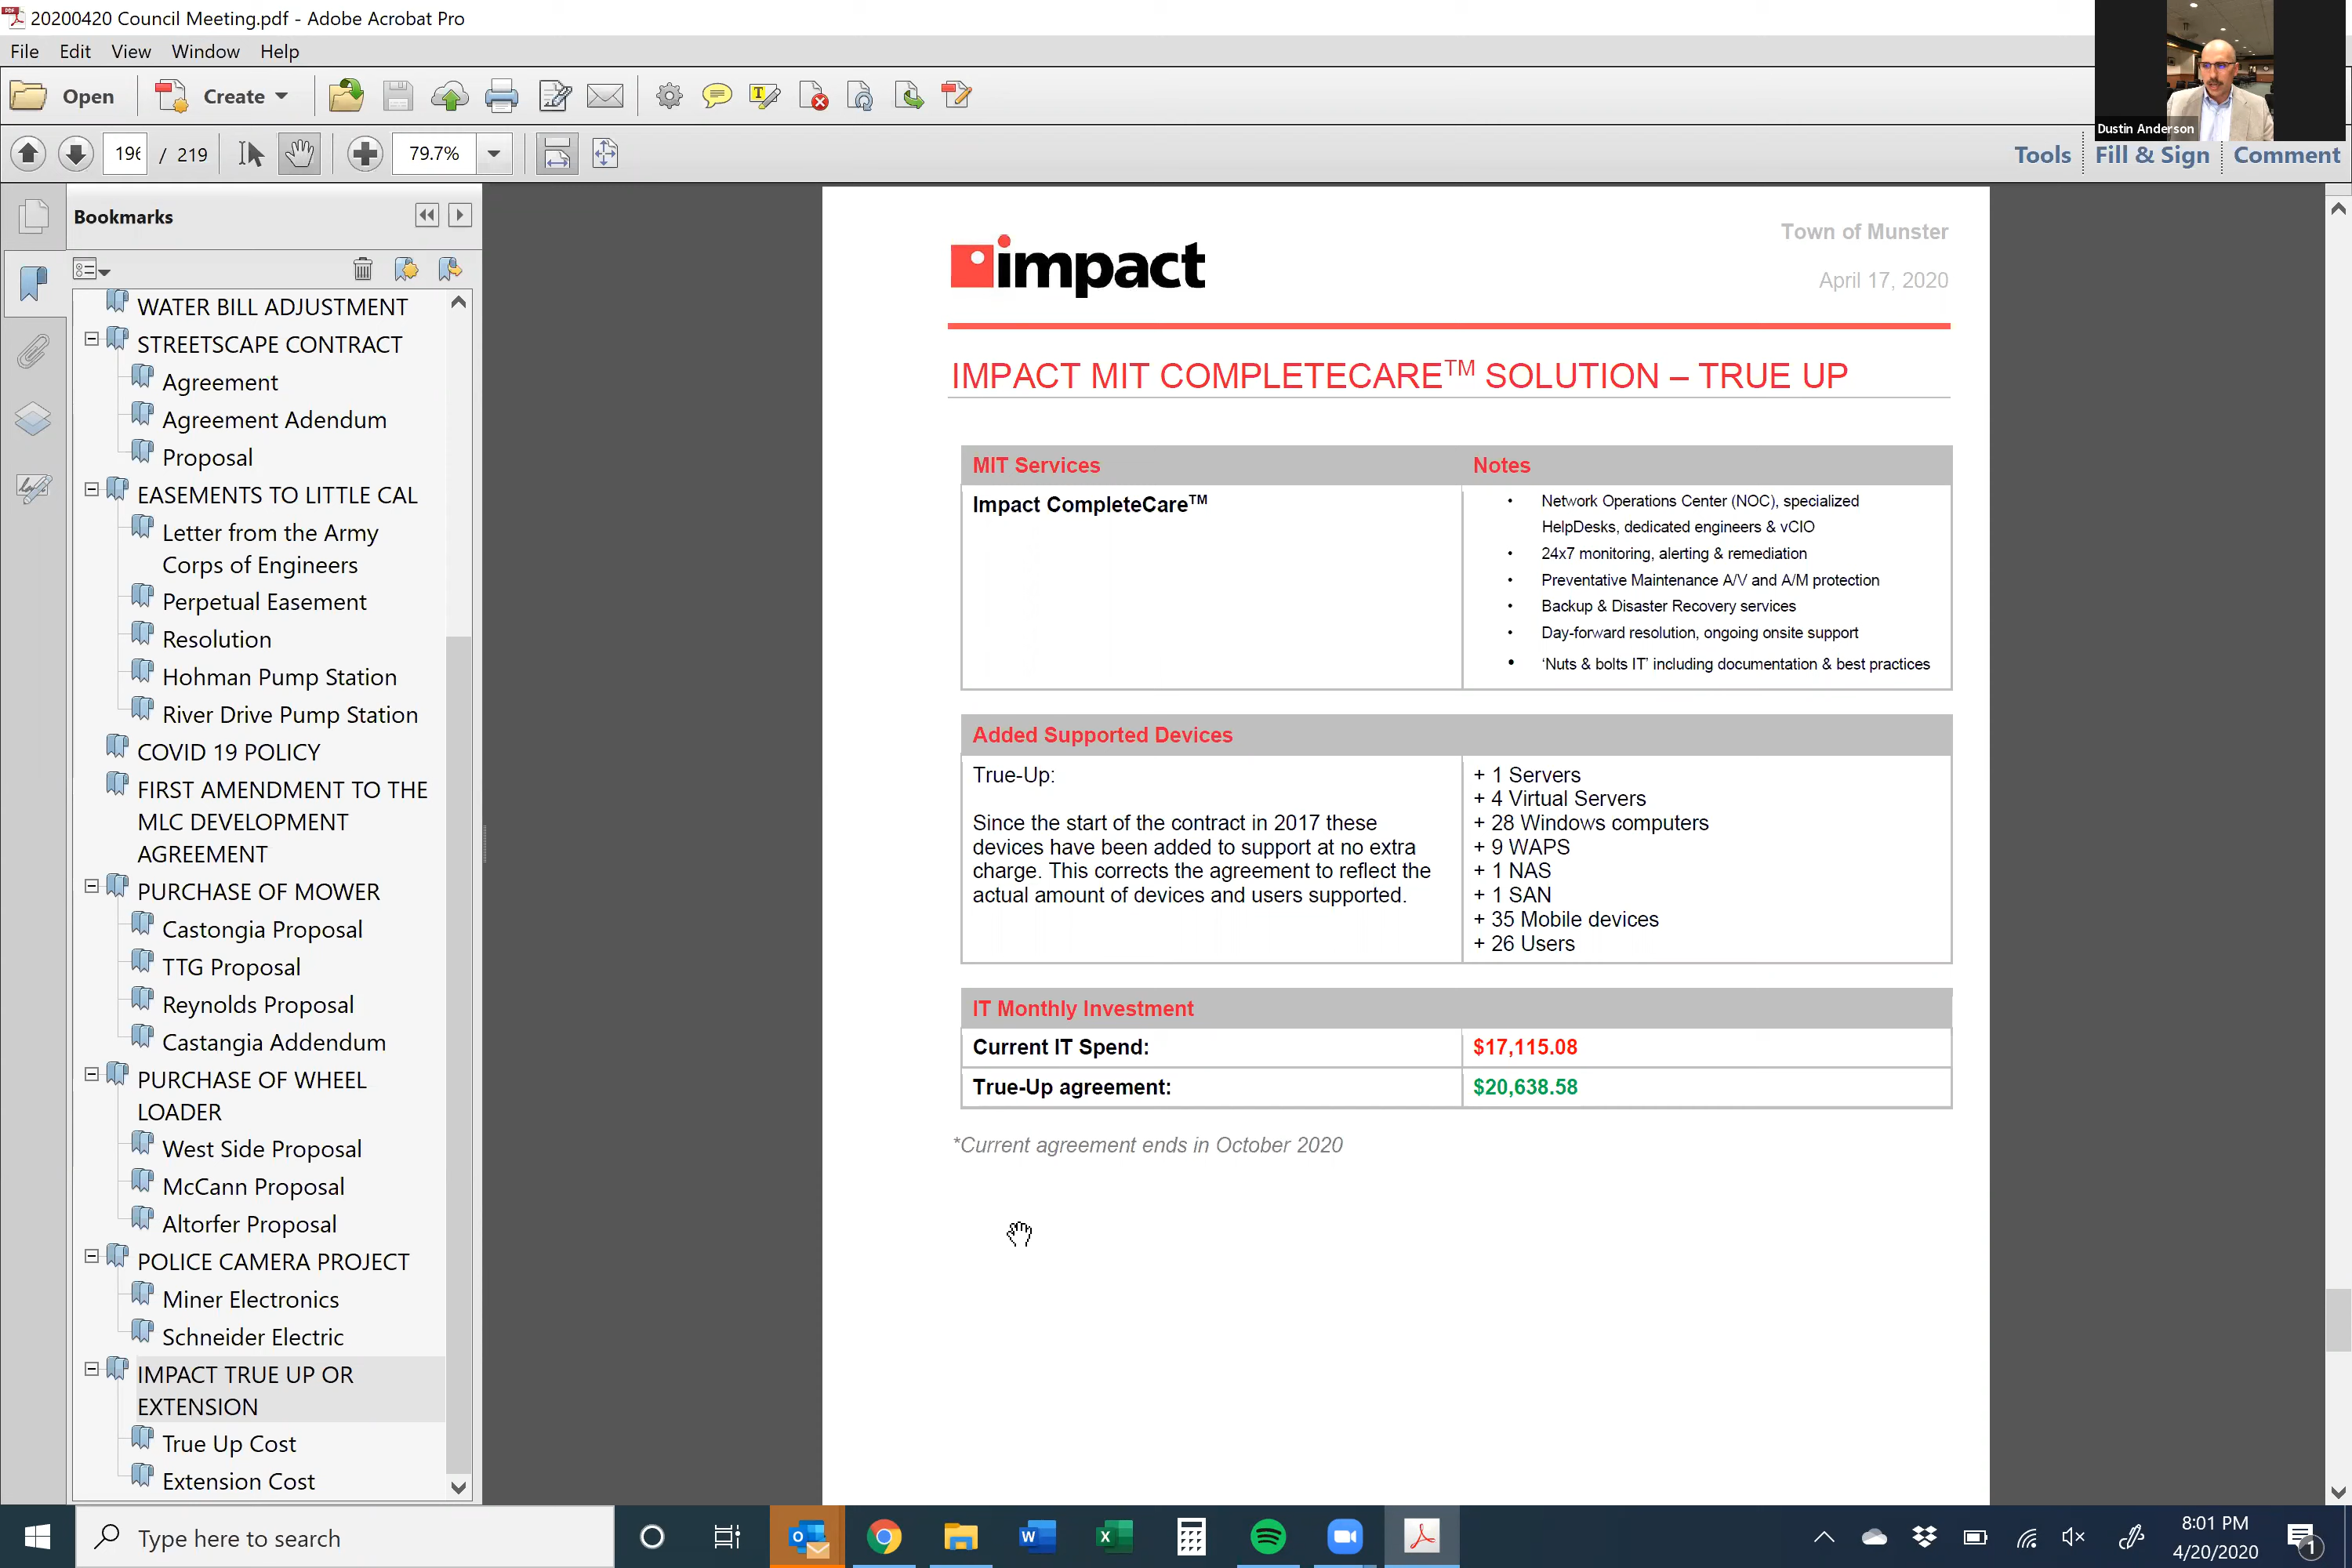 20200420 Council Meeting.pdf - Adobe Acrobat Pro
File Edit View Window Help
Open Create
196 / 219 79.7%
Dustin Anderson
Tools Fill & Sign Comment
Bookmarks
WATER BILL ADJUSTMENT
STREETSCAPE CONTRACT
Agreement
Agreement Adendum
Proposal
EASEMENTS TO LITTLE CAL
Letter from the Army
Corps of Engineers
Perpetual Easement
Resolution
Hohman Pump Station
River Drive Pump Station
COVID 19 POLICY
FIRST AMENDMENT TO THE
MLC DEVELOPMENT
AGREEMENT
PURCHASE OF MOWER
Castongia Proposal
TTG Proposal
Reynolds Proposal
Castangia Addendum
PURCHASE OF WHEEL
LOADER
West Side Proposal
McCann Proposal
Altorfer Proposal
POLICE CAMERA PROJECT
Miner Electronics
Schneider Electric
IMPACT TRUE UP OR
EXTENSION
True Up Cost
Extension Cost
impact
Town of Munster
April 17, 2020
IMPACT MIT COMPLETECARE™ SOLUTION – TRUE UP
MIT Services Notes
Impact CompleteCare™
• Network Operations Center (NOC), specialized
HelpDesks, dedicated engineers & vCIO
• 24x7 monitoring, alerting & remediation
• Preventative Maintenance A/V and A/M protection
• Backup & Disaster Recovery services
• Day-forward resolution, ongoing onsite support
• ‘Nuts & bolts IT’ including documentation & best practices
Added Supported Devices
True-Up:
Since the start of the contract in 2017 these
devices have been added to support at no extra
charge. This corrects the agreement to reflect the
actual amount of devices and users supported.
+ 1 Servers
+ 4 Virtual Servers
+ 28 Windows computers
+ 9 WAPS
+ 1 NAS
+ 1 SAN
+ 35 Mobile devices
+ 26 Users
IT Monthly Investment
Current IT Spend: $17,115.08
True-Up agreement: $20,638.58
*Current agreement ends in October 2020
Type here to search
8:01 PM
4/20/2020
1